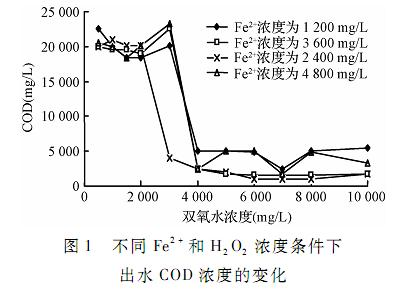 25 000
20 000
15 000
10 000
5 000
0
COD(mg/L)
Fe²⁺浓度为1 200 mg/L
Fe²⁺浓度为3 600 mg/L
Fe²⁺浓度为2 400 mg/L
Fe²⁺浓度为4 800 mg/L
2 000 4 000 6 000 8 000 10 000
双氧水浓度(mg/L)
图 1 不同 Fe²⁺ 和 H₂O₂ 浓度条件下
出水 COD 浓度的变化